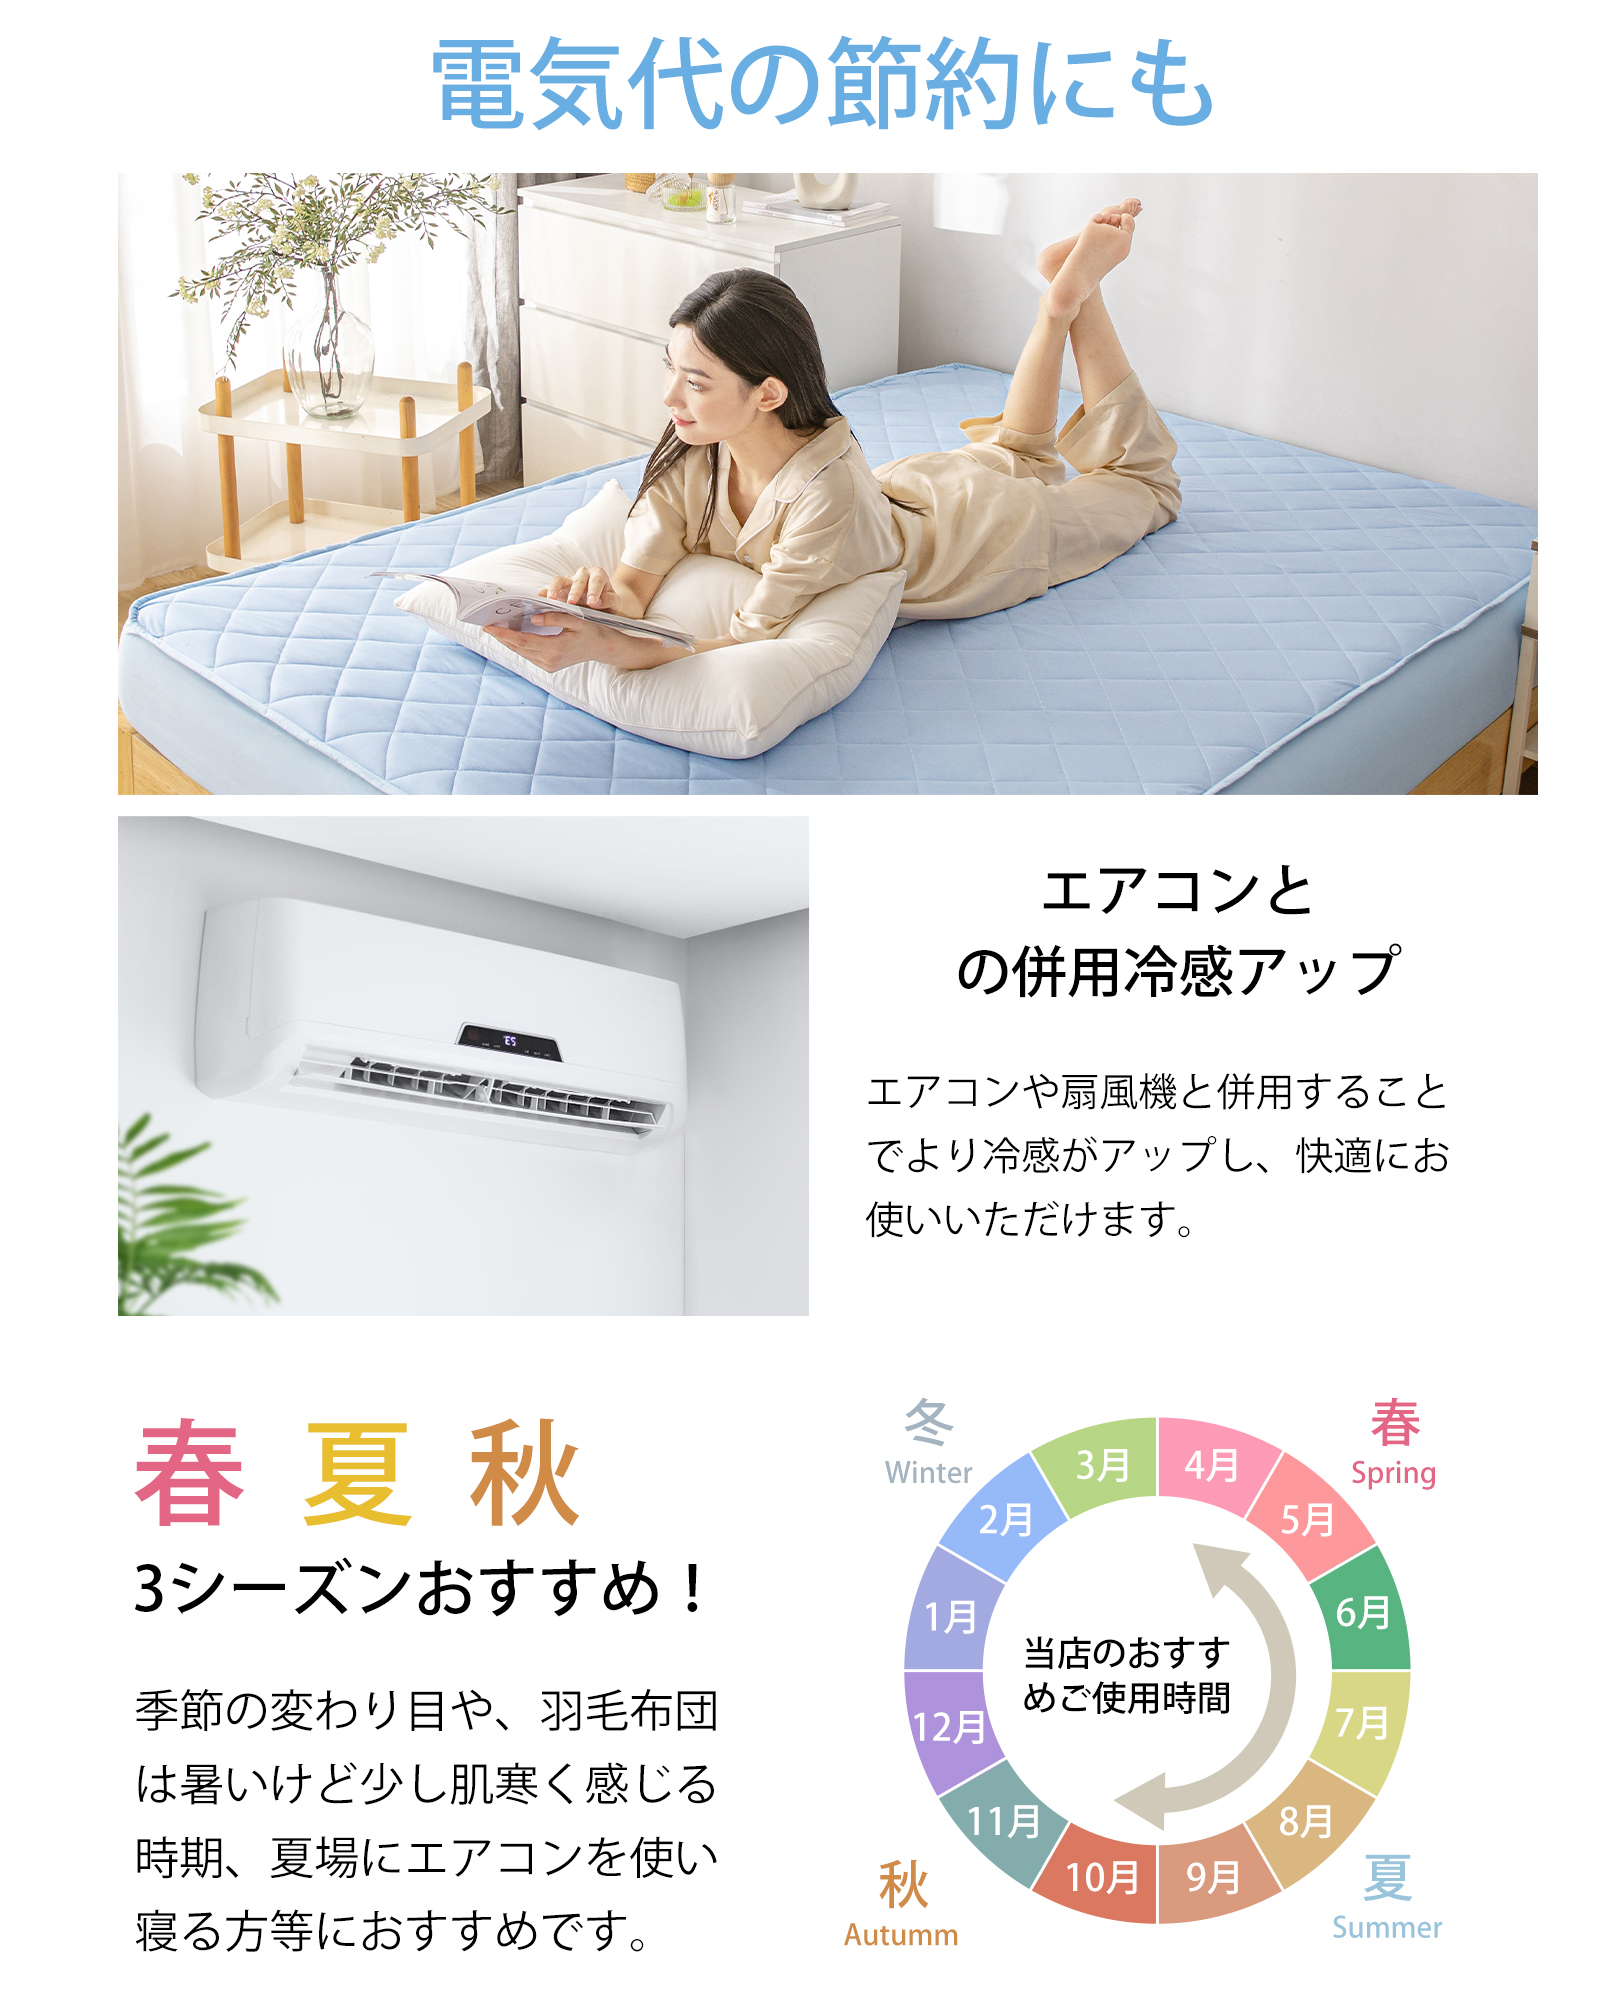 電気代の節約にも
エアコンと
の併用冷感アップ
エアコンや扇風機と併用すること
でより冷感がアップし、快適にお
使いいただけます。
春 夏 秋
3シーズンおすすめ！
季節の変わり目や、羽毛布団
は暑いけど少し肌寒く感じる
時期、夏場にエアコンを使い
寝る方等におすすめです。
冬
Winter
春
Spring
3月
4月
2月
5月
1月
6月
当店のおすす
めご使用時間
12月
7月
11月
8月
10月
9月
秋
Autumm
夏
Summer